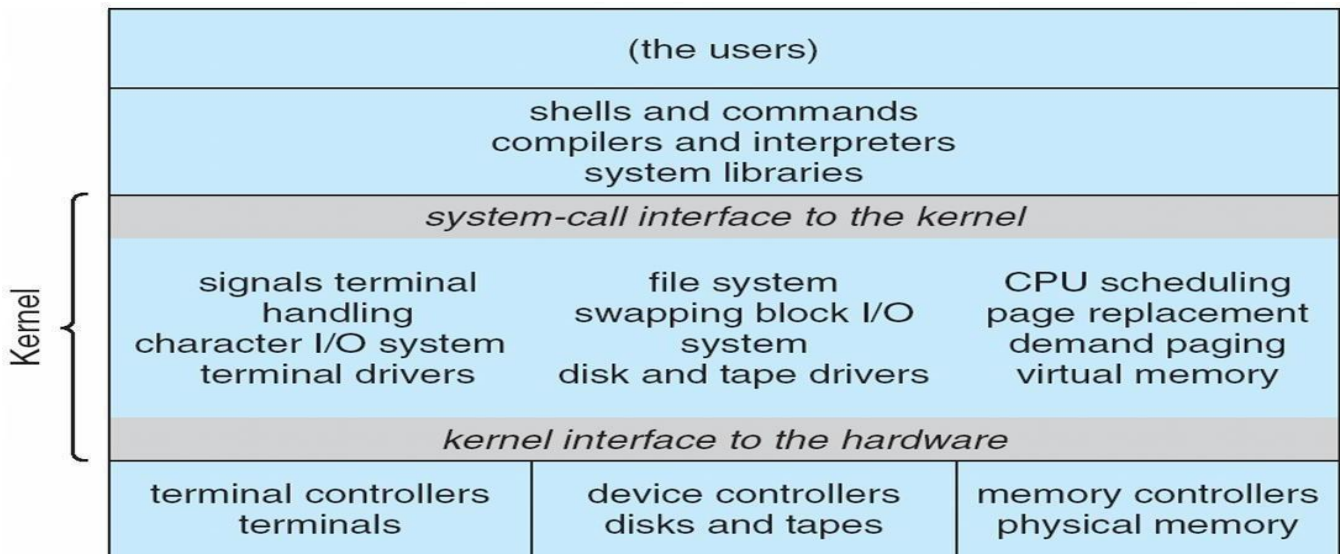 (the users)
shells and commands
compilers and interpreters
system libraries
system-call interface to the kernel
Kernel
signals terminal
handling
character I/O system
terminal drivers
file system
swapping block I/O
system
disk and tape drivers
CPU scheduling
page replacement
demand paging
virtual memory
kernel interface to the hardware
terminal controllers
terminals
device controllers
disks and tapes
memory controllers
physical memory